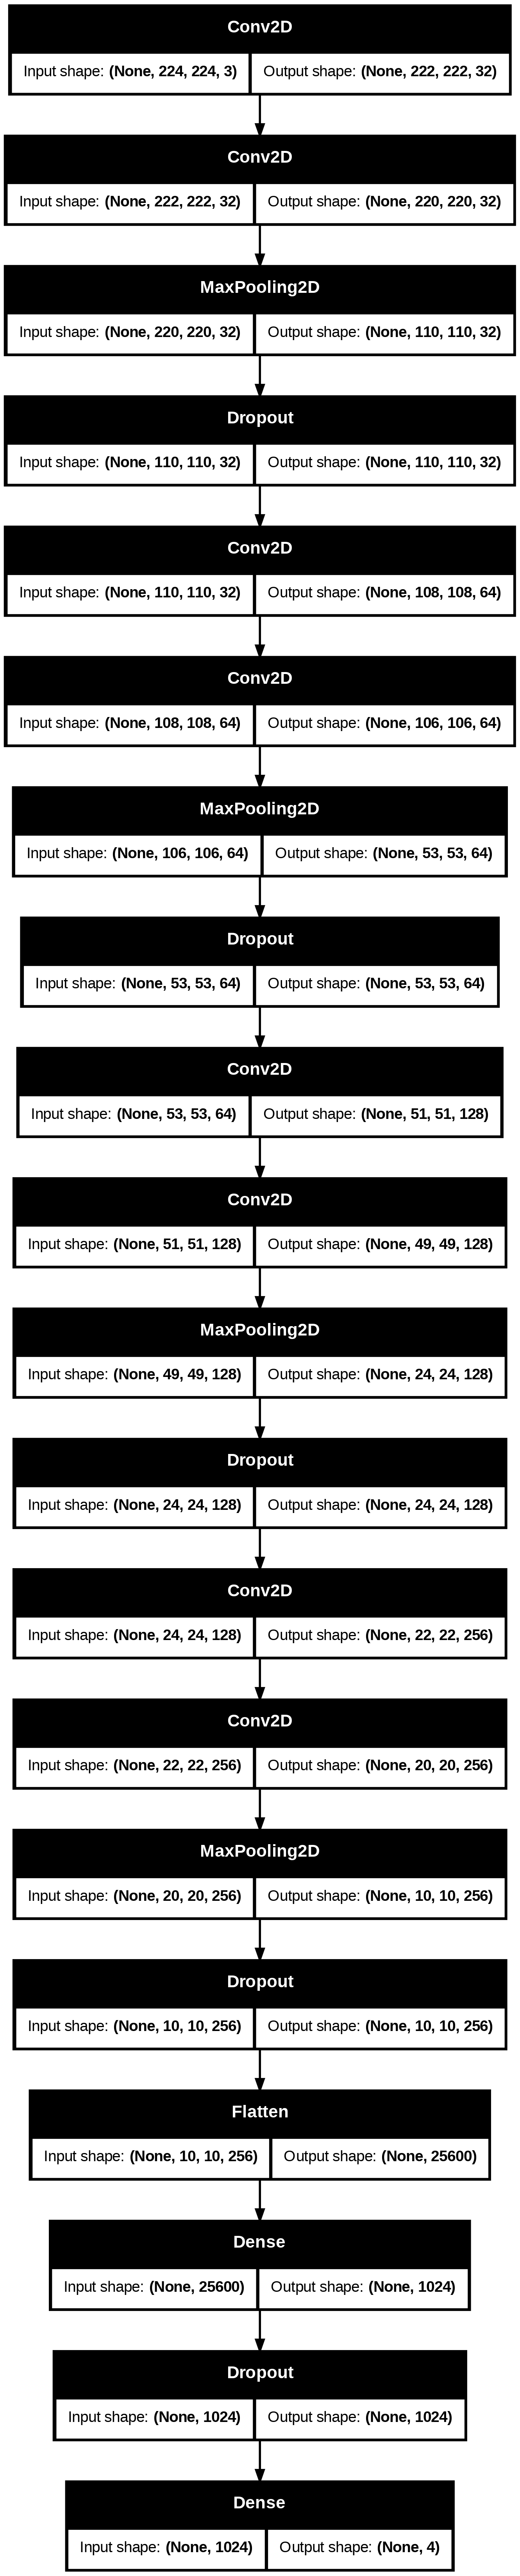 Conv2D
Input shape: (None, 224, 224, 3) Output shape: (None, 222, 222, 32)
Conv2D
Input shape: (None, 222, 222, 32) Output shape: (None, 220, 220, 32)
MaxPooling2D
Input shape: (None, 220, 220, 32) Output shape: (None, 110, 110, 32)
Dropout
Input shape: (None, 110, 110, 32) Output shape: (None, 110, 110, 32)
Conv2D
Input shape: (None, 110, 110, 32) Output shape: (None, 108, 108, 64)
Conv2D
Input shape: (None, 108, 108, 64) Output shape: (None, 106, 106, 64)
MaxPooling2D
Input shape: (None, 106, 106, 64) Output shape: (None, 53, 53, 64)
Dropout
Input shape: (None, 53, 53, 64) Output shape: (None, 53, 53, 64)
Conv2D
Input shape: (None, 53, 53, 64) Output shape: (None, 51, 51, 128)
Conv2D
Input shape: (None, 51, 51, 128) Output shape: (None, 49, 49, 128)
MaxPooling2D
Input shape: (None, 49, 49, 128) Output shape: (None, 24, 24, 128)
Dropout
Input shape: (None, 24, 24, 128) Output shape: (None, 24, 24, 128)
Conv2D
Input shape: (None, 24, 24, 128) Output shape: (None, 22, 22, 256)
Conv2D
Input shape: (None, 22, 22, 256) Output shape: (None, 20, 20, 256)
MaxPooling2D
Input shape: (None, 20, 20, 256) Output shape: (None, 10, 10, 256)
Dropout
Input shape: (None, 10, 10, 256) Output shape: (None, 10, 10, 256)
Flatten
Input shape: (None, 10, 10, 256) Output shape: (None, 25600)
Dense
Input shape: (None, 25600) Output shape: (None, 1024)
Dropout
Input shape: (None, 1024) Output shape: (None, 1024)
Dense
Input shape: (None, 1024) Output shape: (None, 4)